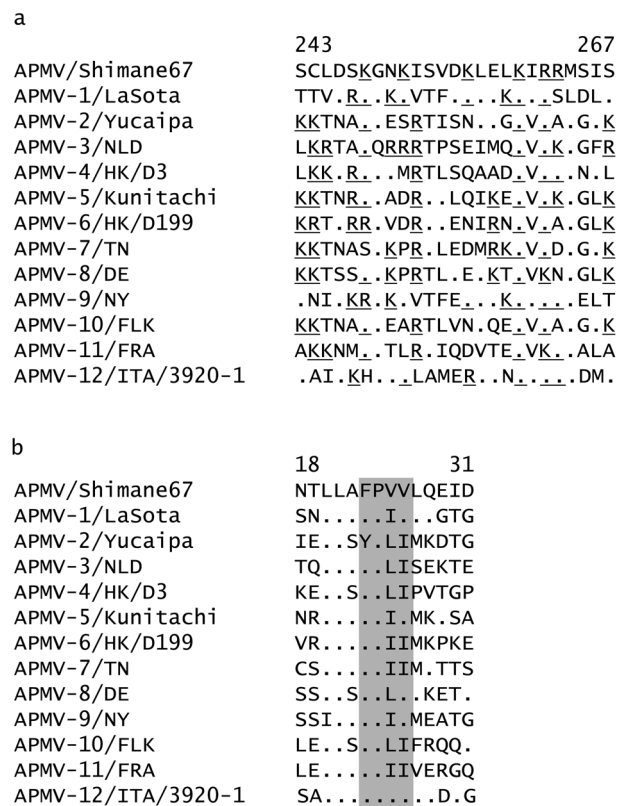 a
243 267
APMV/Shimane67 SCLDSKGNKISVDKLELKIRRMSIS
APMV-1/LaSota TTV.R..K.VTF....K...SLDL.
APMV-2/Yucaipa KKTNA..ESRTISN..G.V.A.G.K
APMV-3/NLD LKRTA.QRRRTPSEIMQ.V.K.GFR
APMV-4/HK/D3 LKK.R...MRTLSQAAD.V...N.L
APMV-5/Kunitachi KKTNR..ADR..LQIKE.V.K.GLK
APMV-6/HK/D199 KRT.RR.VDR..ENIRN.V.A.GLK
APMV-7/TN KKTNAS.KPR.LEDMRK.V.D.G.K
APMV-8/DE KKTSS..KPRTL.E.KT.VKN.GLK
APMV-9/NY .NI.KR.K.VTFE...K.....ELT
APMV-10/FLK KKTNA..EARTLVN.QE.V.A.G.K
APMV-11/FRA AKKNM..TLR.IQDVTE.VK..ALA
APMV-12/ITA/3920-1 .AI.KH...LAMER..N.....DM.
b
18 31
APMV/Shimane67 NTLLAFPVVLQEID
APMV-1/LaSota SN.....I...GTG
APMV-2/Yucaipa IE..SY.LIMKDTG
APMV-3/NLD TQ.....LISEKTE
APMV-4/HK/D3 KE..S..LIPVTGP
APMV-5/Kunitachi NR.....I.MK.SA
APMV-6/HK/D199 VR.....IIMKPKE
APMV-7/TN CS.....IIM.TTS
APMV-8/DE SS..S..L..KET.
APMV-9/NY SSI....I.MEATG
APMV-10/FLK LE..S..LIFRQQ.
APMV-11/FRA LE.....IIVERGQ
APMV-12/ITA/3920-1 SA.........D.G